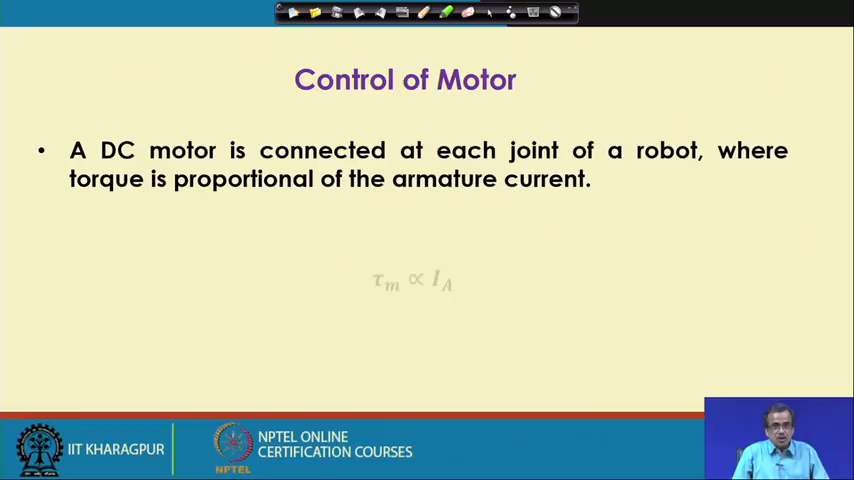 Control of Motor
• A DC motor is connected at each joint of a robot, where
torque is proportional of the armature current.
τₘ ∝ I_A
IIT KHARAGPUR
NPTEL
NPTEL ONLINE
CERTIFICATION COURSES